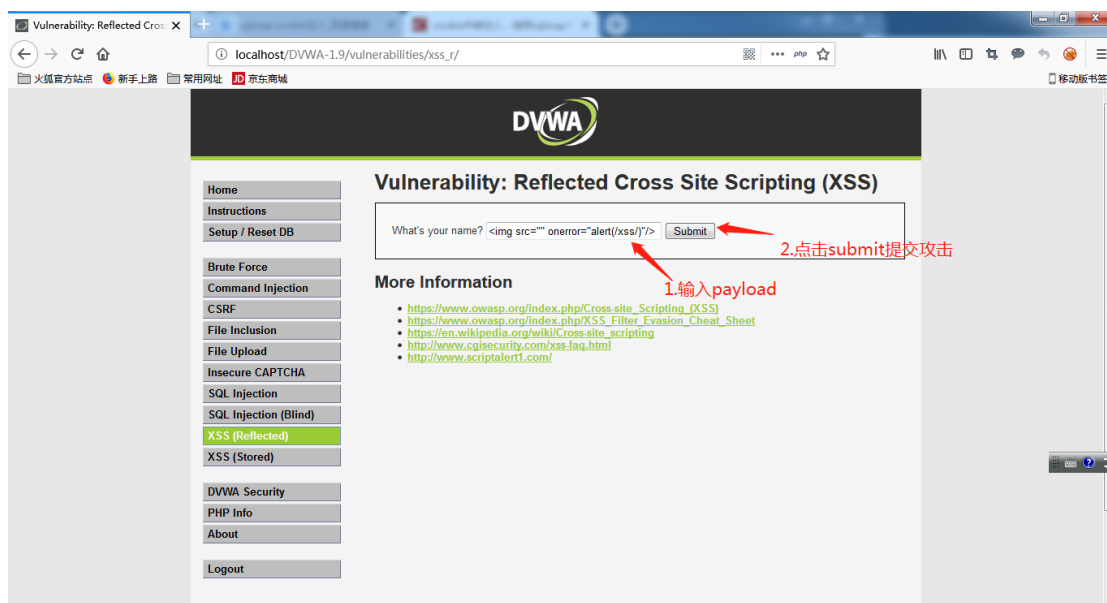 Vulnerability: Reflected Cros
localhost/DVWA-1.9/vulnerabilities/xss_r/
php
火狐官方站点
新手上路
常用网址
JD 京东商城
移动版书签
DVWA
Home
Instructions
Setup / Reset DB
Brute Force
Command Injection
CSRF
File Inclusion
File Upload
Insecure CAPTCHA
SQL Injection
SQL Injection (Blind)
XSS (Reflected)
XSS (Stored)
DVWA Security
PHP Info
About
Logout
Vulnerability: Reflected Cross Site Scripting (XSS)
What's your name? <img src="" onerror="alert(/xss/)"/> Submit
2.点击submit提交攻击
1.输入payload
More Information
https://www.owasp.org/index.php/Cross-site_Scripting_(XSS)
https://www.owasp.org/index.php/XSS_Filter_Evasion_Cheat_Sheet
https://en.wikipedia.org/wiki/Cross-site_scripting
http://www.cgisecurity.com/xss-faq.html
http://www.scriptalert1.com/